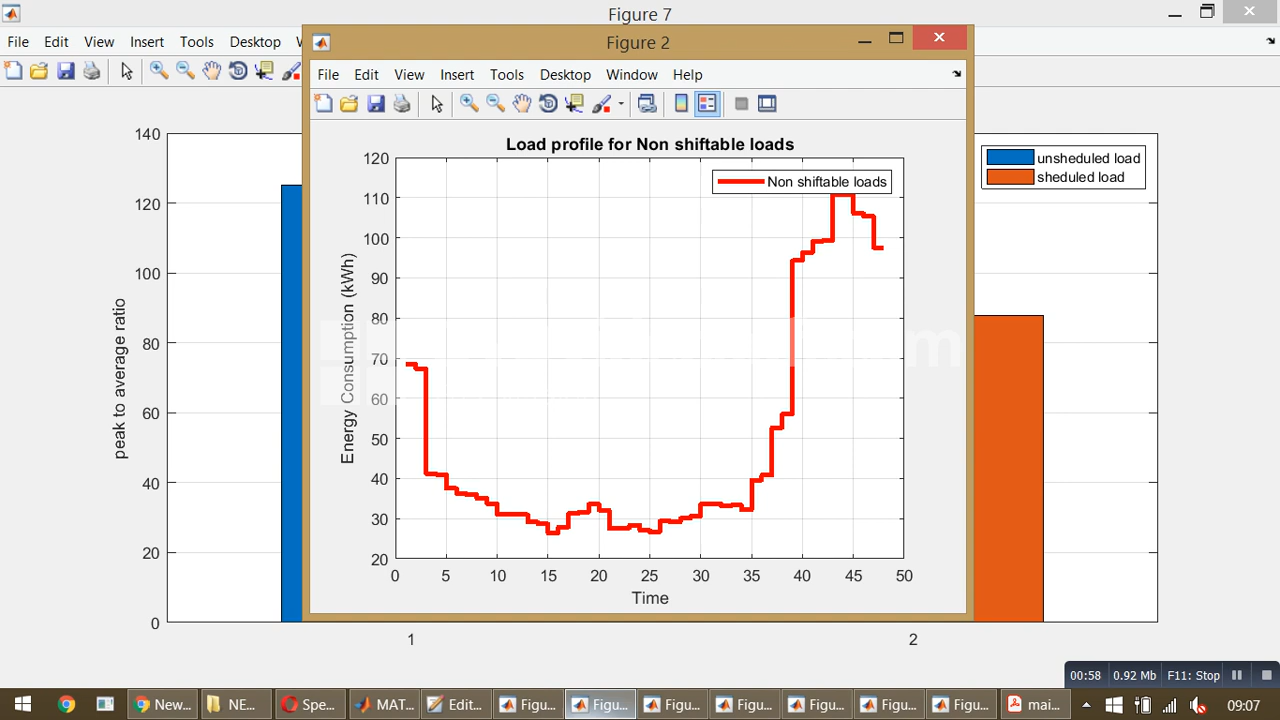 Figure 7
File Edit View Insert Tools Desktop
Figure 2
File Edit View Insert Tools Desktop Window Help
Load profile for Non shiftable loads
Non shiftable loads
Energy Consumption (kWh)
120
110
100
90
80
70
60
50
40
30
20
0 5 10 15 20 25 30 35 40 45 50
Time
peak to average ratio
140
120
100
80
60
40
20
0
1 2
unsheduled load
sheduled load
00:58 0.92 Mb F11: Stop
New... NE... Spe... MAT... Edit... Figu... Figu... Figu... Figu... Figu... Figu... Figu... mai... 09:07